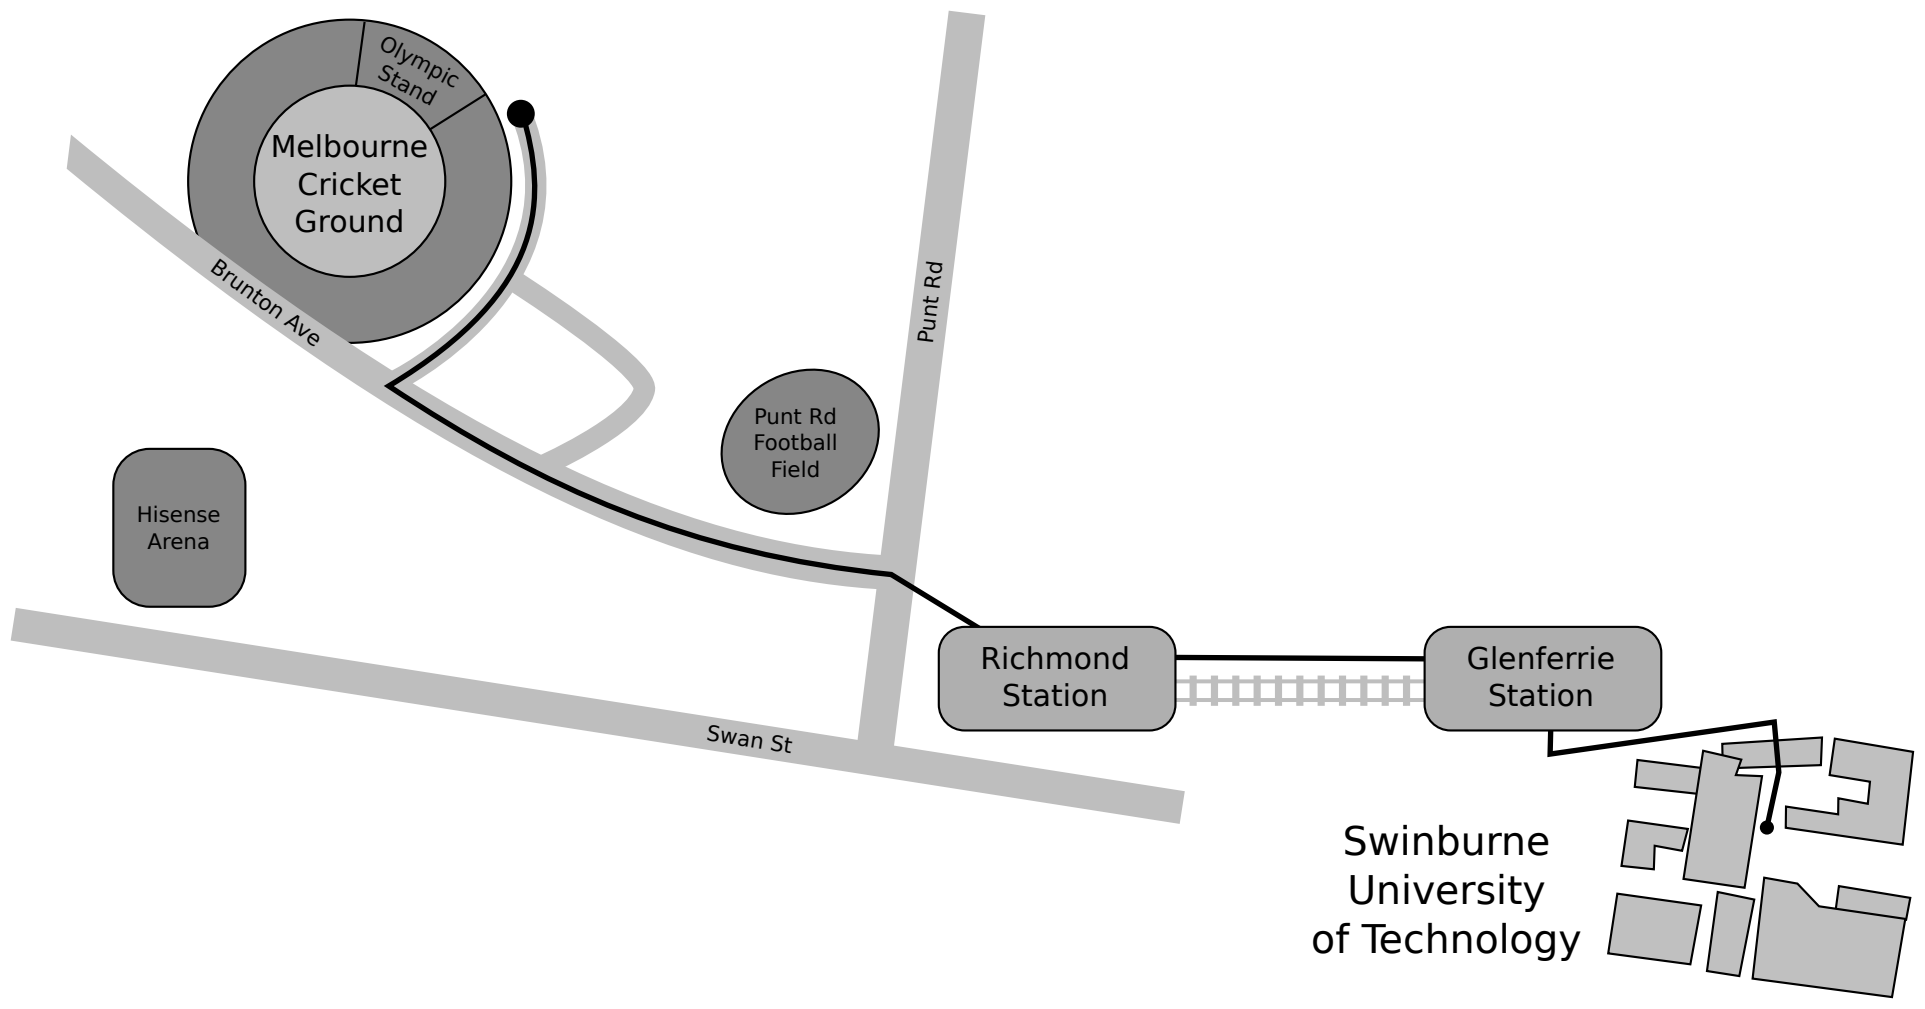 Olympic
Stand
Melbourne
Cricket
Ground
Brunton Ave
Punt Rd
Punt Rd
Football
Field
Hisense
Arena
Swan St
Richmond
Station
Glenferrie
Station
Swinburne
University
of Technology